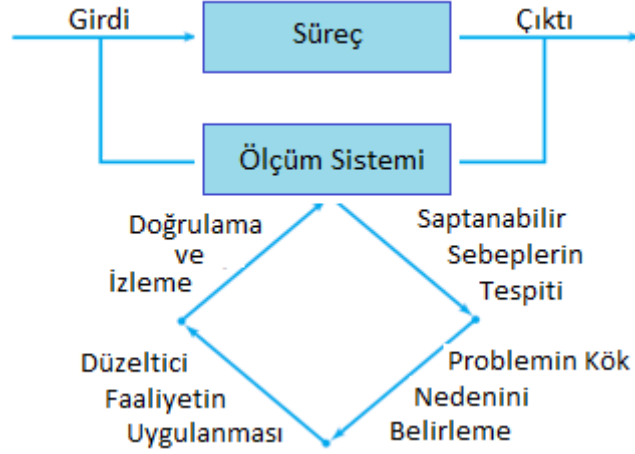 Girdi
Süreç
Çıktı
Ölçüm Sistemi
Doğrulama
ve
İzleme
Saptanabilir
Sebeplerin
Tespiti
Düzeltici
Faaliyetin
Uygulanması
Problemin Kök
Nedenini
Belirleme